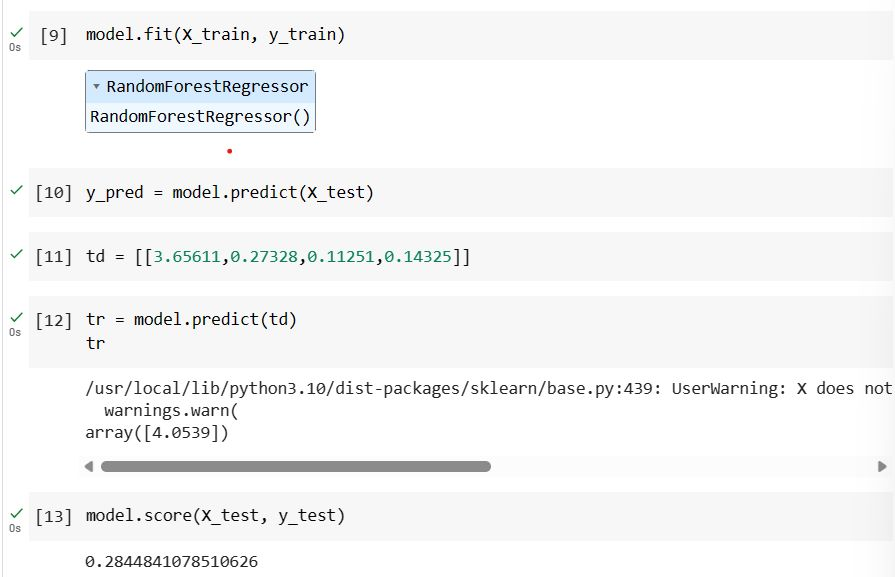 [9] model.fit(X_train, y_train)
0s
RandomForestRegressor
RandomForestRegressor()
[10] y_pred = model.predict(X_test)
[11] td = [[3.65611,0.27328,0.11251,0.14325]]
[12] tr = model.predict(td)
0s
tr
/usr/local/lib/python3.10/dist-packages/sklearn/base.py:439: UserWarning: X does not
warnings.warn(
array([4.0539])
[13] model.score(X_test, y_test)
0s
0.2844841078510626